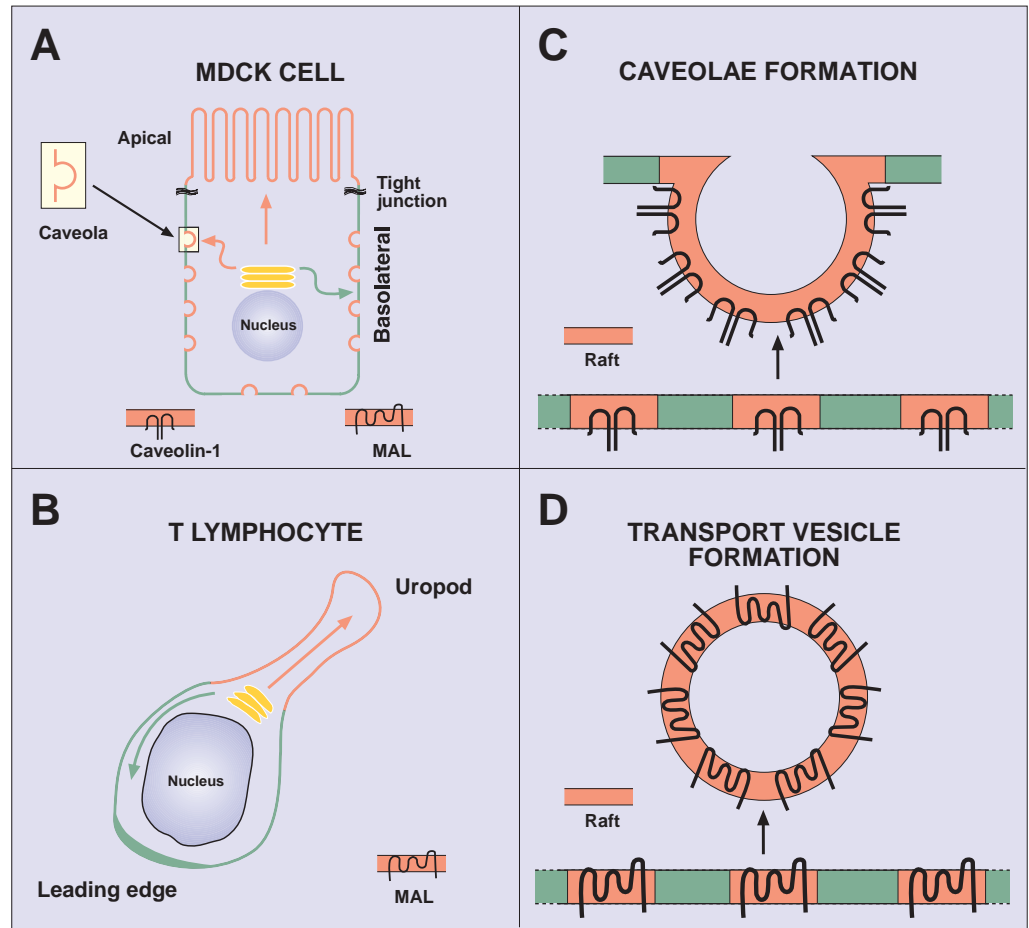 A
MDCK CELL
Apical
Caveola
Tight
junction
Basolateral
Nucleus
Caveolin-1
MAL
B
T LYMPHOCYTE
Uropod
Nucleus
Leading edge
MAL
C
CAVEOLAE FORMATION
Raft
D
TRANSPORT VESICLE
FORMATION
Raft